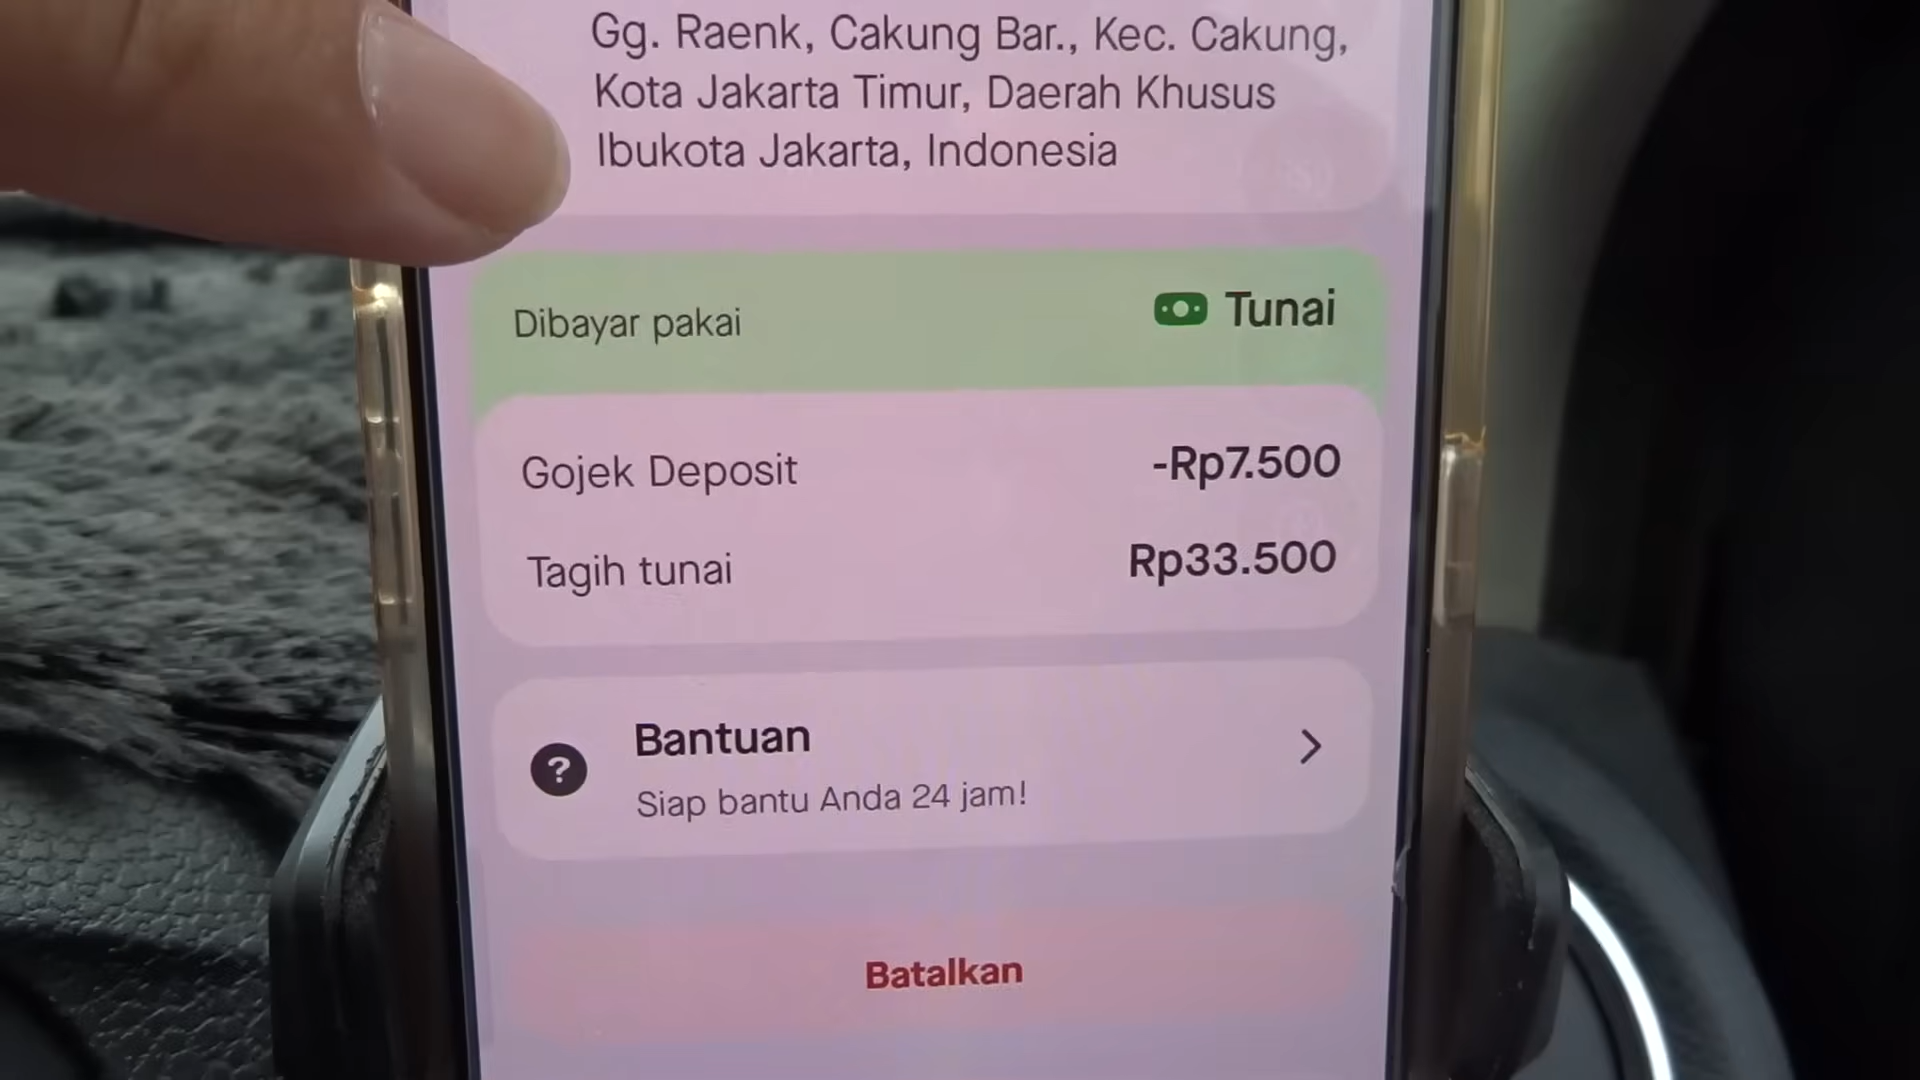 Gg. Raenk, Cakung Bar., Kec. Cakung,
Kota Jakarta Timur, Daerah Khusus
Ibukota Jakarta, Indonesia
Dibayar pakai
Tunai
Gojek Deposit
-Rp7.500
Tagih tunai
Rp33.500
Bantuan
Siap bantu Anda 24 jam!
Batalkan